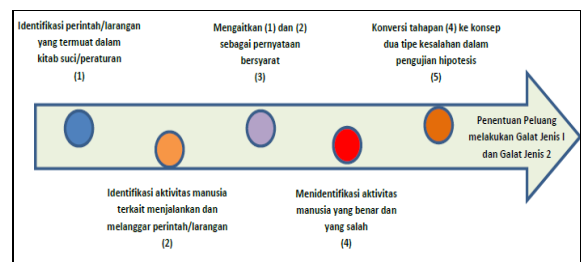 Identifikasi perintah/larangan
yang termuat dalam
kitab suci/peraturan
(1)
Mengaitkan (1) dan (2)
sebagai pernyataan
bersyarat
(3)
Konversi tahapan (4) ke konsep
dua tipe kesalahan dalam
pengujian hipotesis
(5)
Penentuan Peluang
melakukan Galat Jenis I
dan Galat Jenis 2
Identifikasi aktivitas manusia
terkait menjalankan dan
melanggar perintah/larangan
(2)
Menidentifikasi aktivitas
manusia yang benar dan
yang salah
(4)